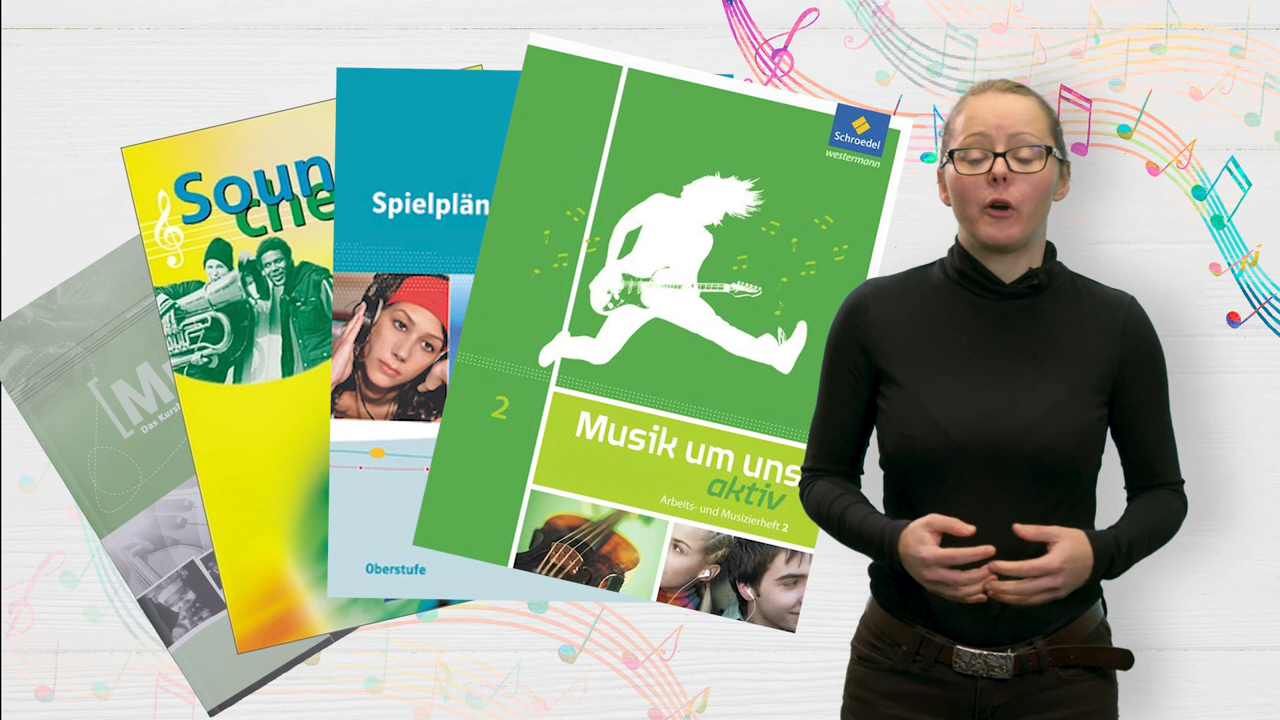 Soun
che
Spielplän
Oberstufe
Schroedel
westermann
2
Musik um uns
aktiv
Arbeits- und Musizierheft 2